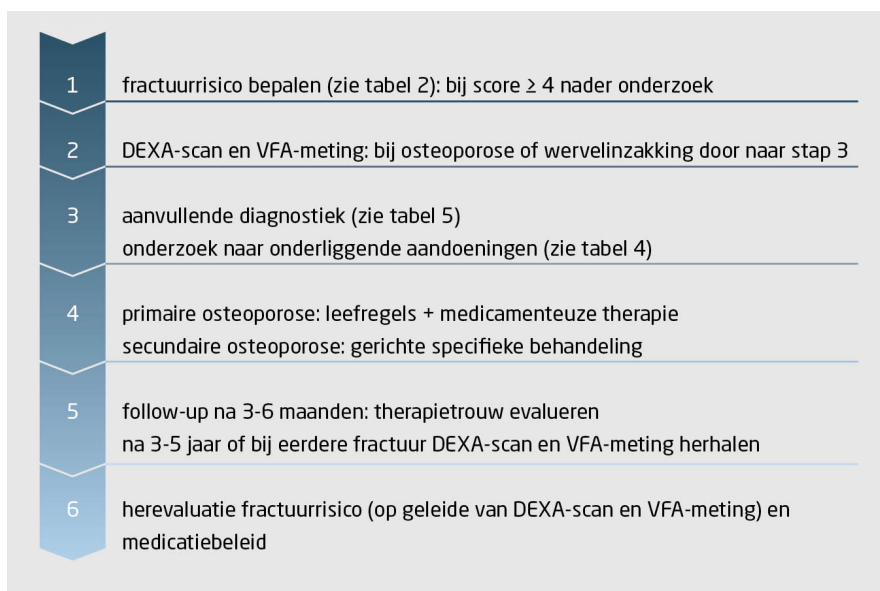 1 fractuurrisico bepalen (zie tabel 2): bij score ≥ 4 nader onderzoek
2 DEXA-scan en VFA-meting: bij osteoporose of wervelinzakking door naar stap 3
3 aanvullende diagnostiek (zie tabel 5)
onderzoek naar onderliggende aandoeningen (zie tabel 4)
4 primaire osteoporose: leefregels + medicamenteuze therapie
secundaire osteoporose: gerichte specifieke behandeling
5 follow-up na 3-6 maanden: therapietrouw evalueren
na 3-5 jaar of bij eerdere fractuur DEXA-scan en VFA-meting herhalen
6 herevaluatie fractuurrisico (op geleide van DEXA-scan en VFA-meting) en
medicatiebeleid